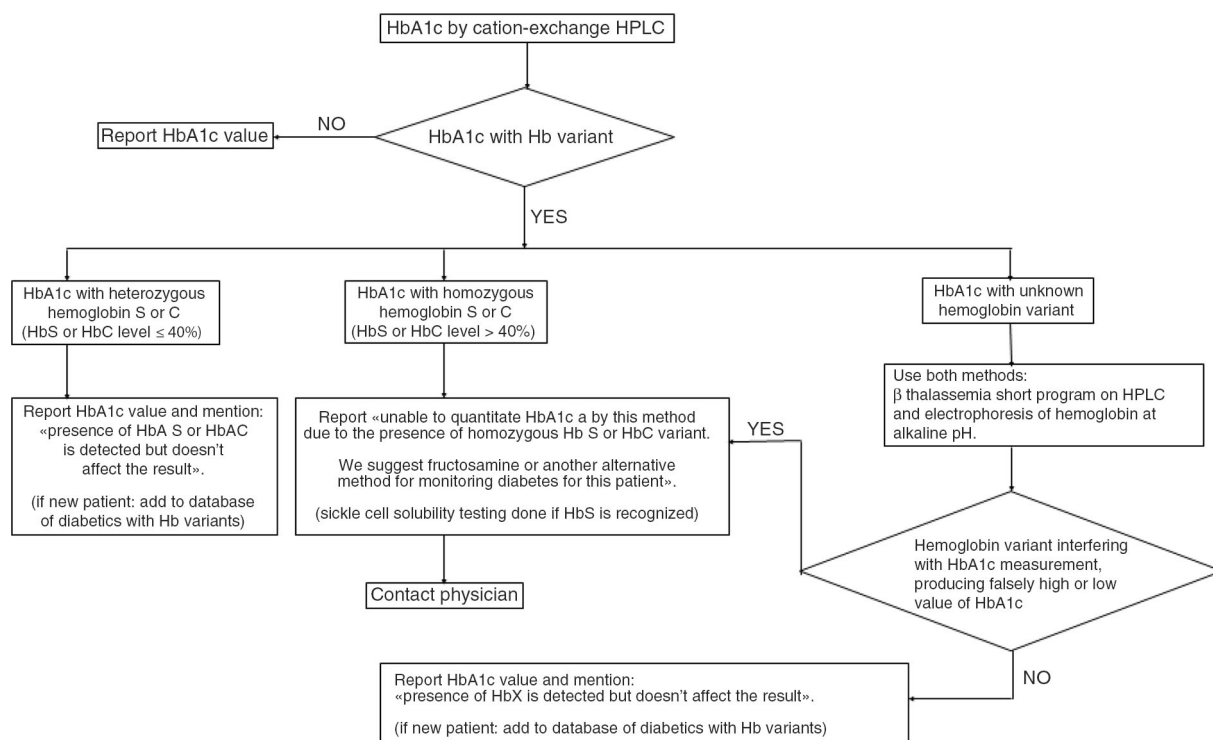 HbA1c by cation-exchange HPLC
HbA1c with Hb variant
NO
Report HbA1c value
YES
HbA1c with heterozygous
hemoglobin S or C
(HbS or HbC level ≤ 40%)
HbA1c with homozygous
hemoglobin S or C
(HbS or HbC level > 40%)
HbA1c with unknown
hemoglobin variant
Report HbA1c value and mention:
«presence of HbA S or HbAC
is detected but doesn't
affect the result».
(if new patient: add to database
of diabetics with Hb variants)
Report «unable to quantitate HbA1c a by this method
due to the presence of homozygous Hb S or HbC variant.
We suggest fructosamine or another alternative
method for monitoring diabetes for this patient».
(sickle cell solubility testing done if HbS is recognized)
Contact physician
Use both methods:
β thalassemia short program on HPLC
and electrophoresis of hemoglobin at
alkaline pH.
YES
Hemoglobin variant interfering
with HbA1c measurement,
producing falsely high or low
value of HbA1c
NO
Report HbA1c value and mention:
«presence of HbX is detected but doesn't affect the result».
(if new patient: add to database of diabetics with Hb variants)